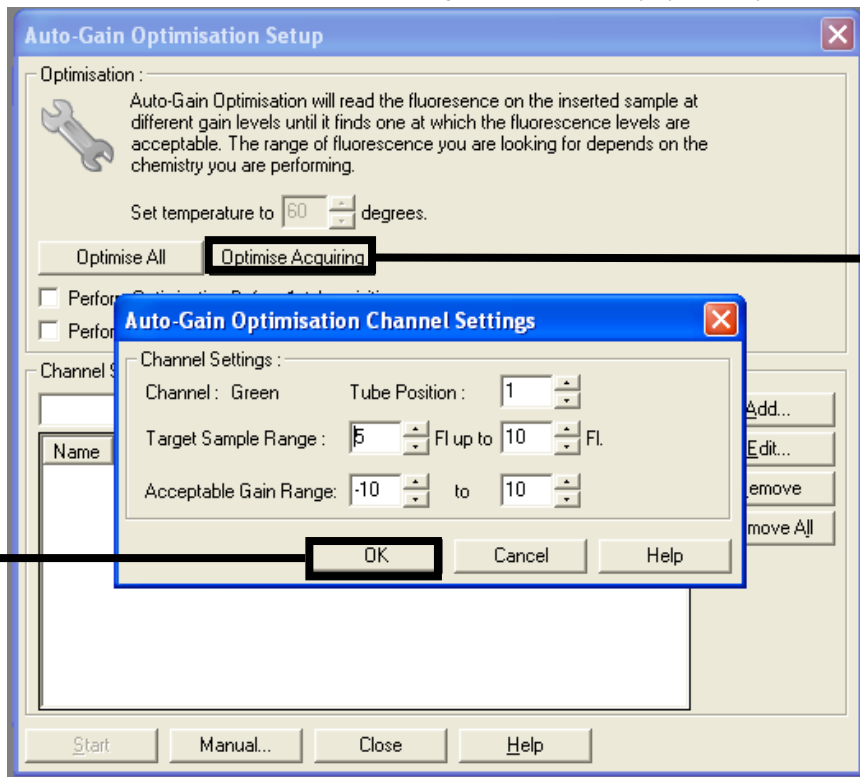 Auto-Gain Optimisation Setup
Optimisation :
Auto-Gain Optimisation will read the fluoresence on the inserted sample at
different gain levels until it finds one at which the fluorescence levels are
acceptable. The range of fluorescence you are looking for depends on the
chemistry you are performing.
Set temperature to 60 degrees.
Optimise All Optimise Acquiring
Perfor
Perfor
Auto-Gain Optimisation Channel Settings
Channel Settings :
Channel : Green Tube Position : 1
Target Sample Range : 5 Fl up to 10 Fl.
Acceptable Gain Range: -10 to 10
OK Cancel Help
Channel S
Name
Add...
Edit...
emove
move All
Start Manual... Close Help